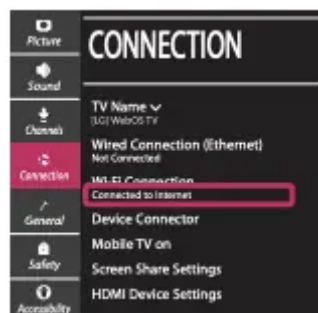 Picture
CONNECTION
Sound
Channels
Connection
General
Safety
Accessibility
TV Name
[LG] WebOS TV
Wired Connection (Ethernet)
Not Connected
Wi-Fi Connection
Connected to Internet
Device Connector
Mobile TV on
Screen Share Settings
HDMI Device Settings